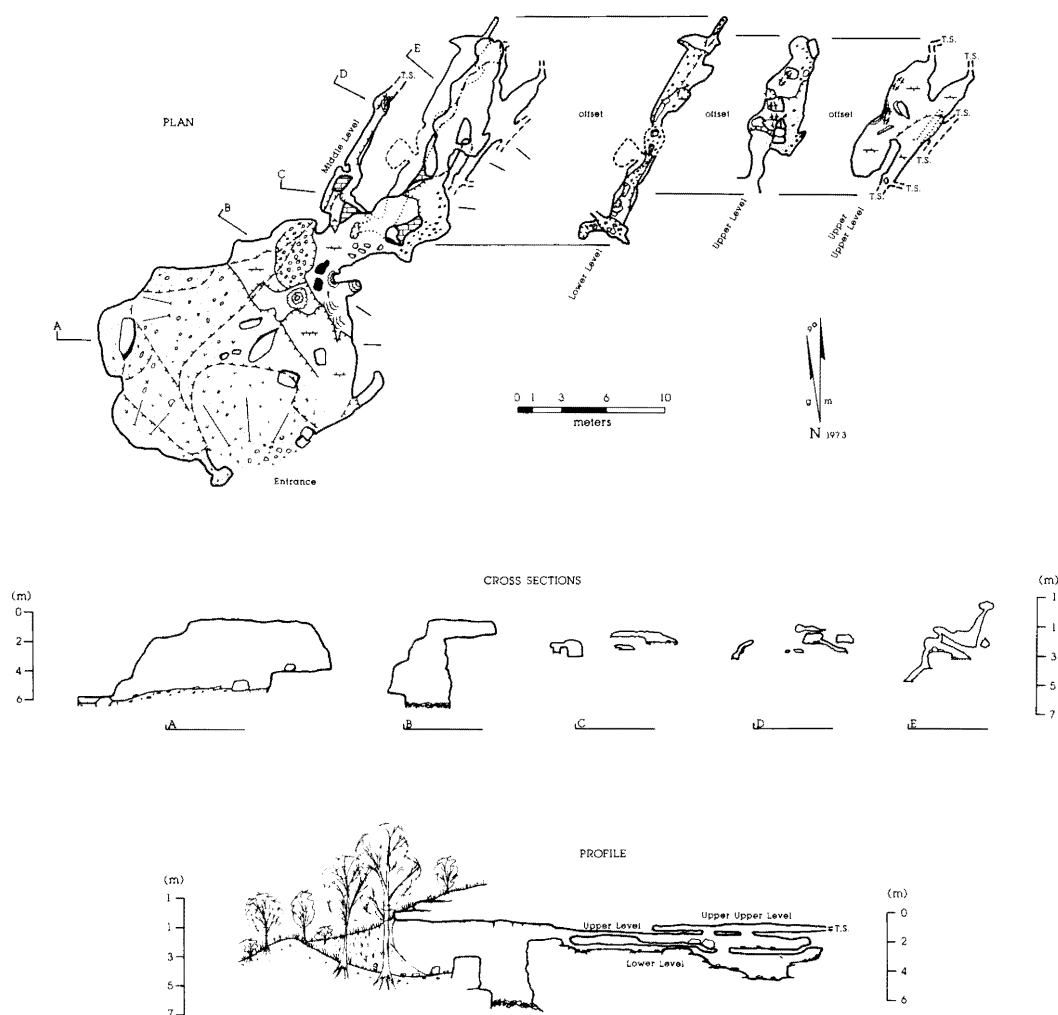 PLAN
A
B
C
D
E
T.S.
Middle Level
offset
Lower Level
offset
Upper Level
offset
Upper
Upper Level
T.S.
T.S.
T.S.
T.S.
T.S.
T.S.
Entrance
0 1 3 6 10
meters
g m
N 1973
CROSS SECTIONS
(m)
0
2
4
6
A
B
C
D
E
(m)
1
1
3
5
7
PROFILE
(m)
1
1
3
5
7
Upper Level
Upper Upper Level
T.S.
Lower Level
(m)
0
2
4
6